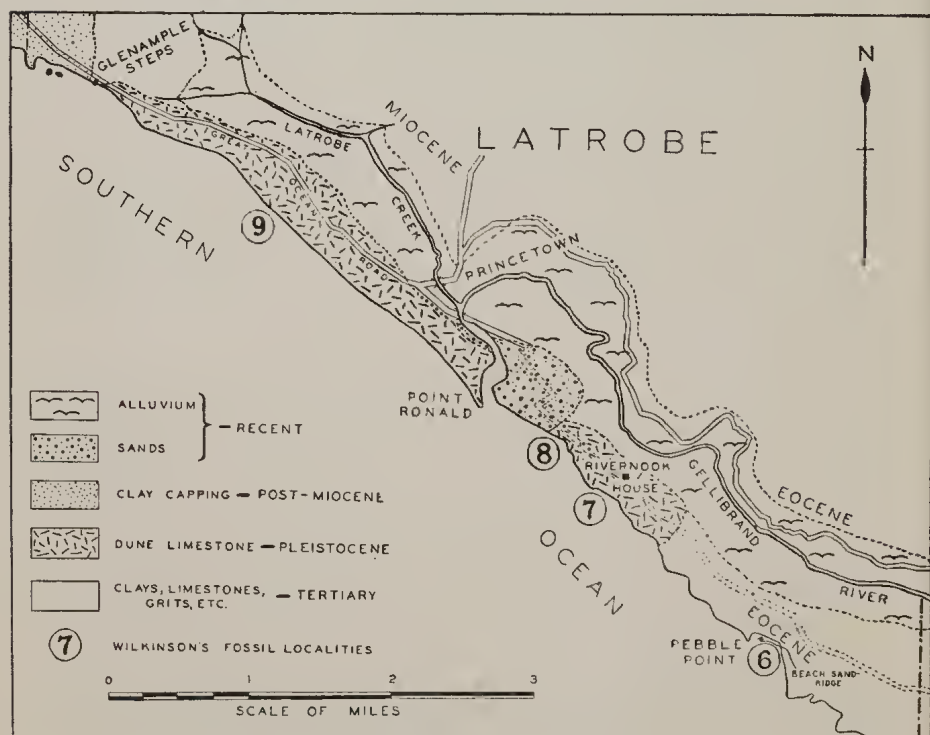 GLENAMPLE
STEPS
N
MIOCENE
LATROBE
LATROBE
CREEK
GREAT
OCEAN
ROAD
SOUTHERN
9
PRINCETOWN
POINT
RONALD
8
RIVERNOOK
HOUSE
7
GELLIBRAND
RIVER
EOCENE
OCEAN
EOCENE
PEBBLE
POINT
6
BEACH SAND
RIDGE
ALLUVIUM
— RECENT
SANDS
CLAY CAPPING — POST-MIOCENE
DUNE LIMESTONE — PLEISTOCENE
CLAYS, LIMESTONES,
GRITS, ETC. — TERTIARY
7 WILKINSON'S FOSSIL LOCALITIES
0 1 2 3
SCALE OF MILES